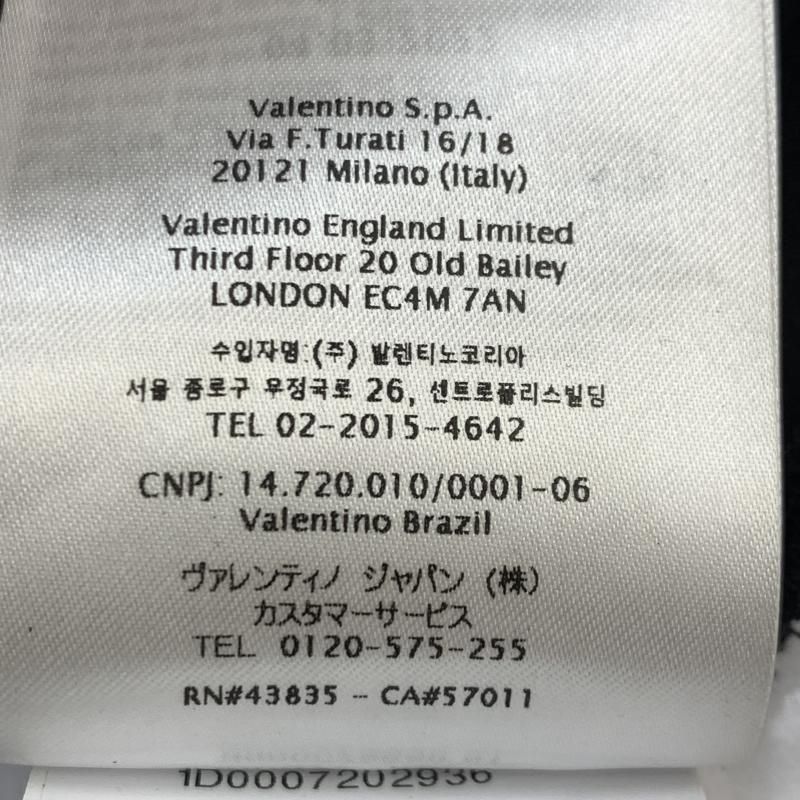 Valentino S.p.A.
Via F.Turati 16/18
20121 Milano (Italy)
Valentino England Limited
Third Floor 20 Old Bailey
LONDON EC4M 7AN
수입자명:(주) 발렌티노코리아
서울 종로구 우정국로 26, 센트로폴리스빌딩
TEL 02-2015-4642
CNPJ: 14.720.010/0001-06
Valentino Brazil
ヴァレンティノ ジャパン (株)
カスタマーサービス
TEL 0120-575-255
RN#43835 - CA#57011
1D0007202936